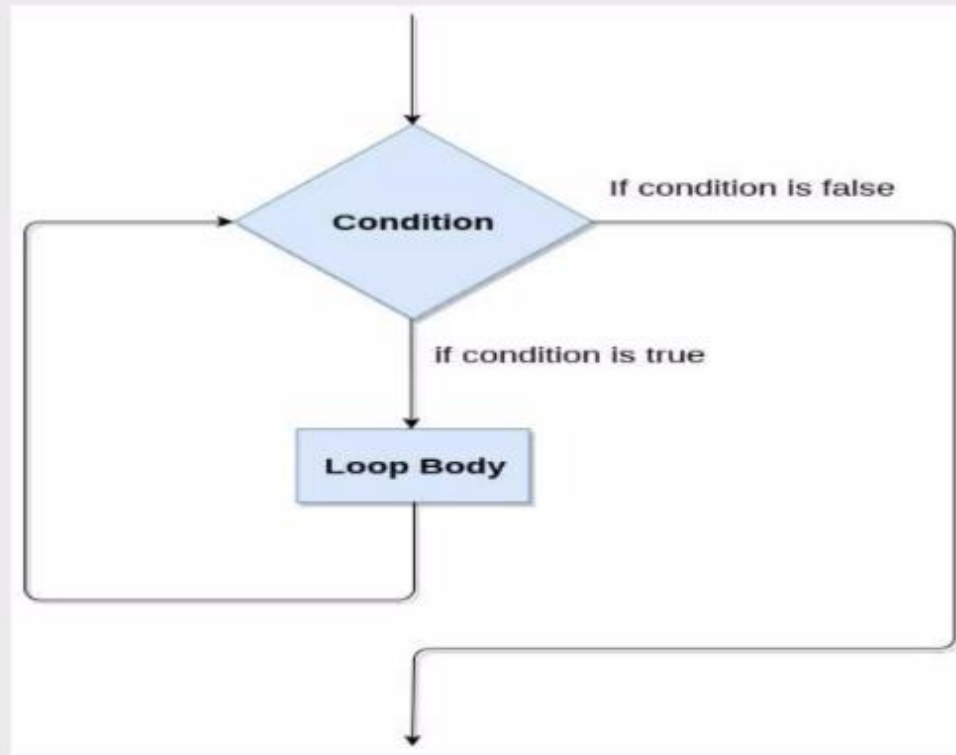 If condition is false
Condition
if condition is true
Loop Body